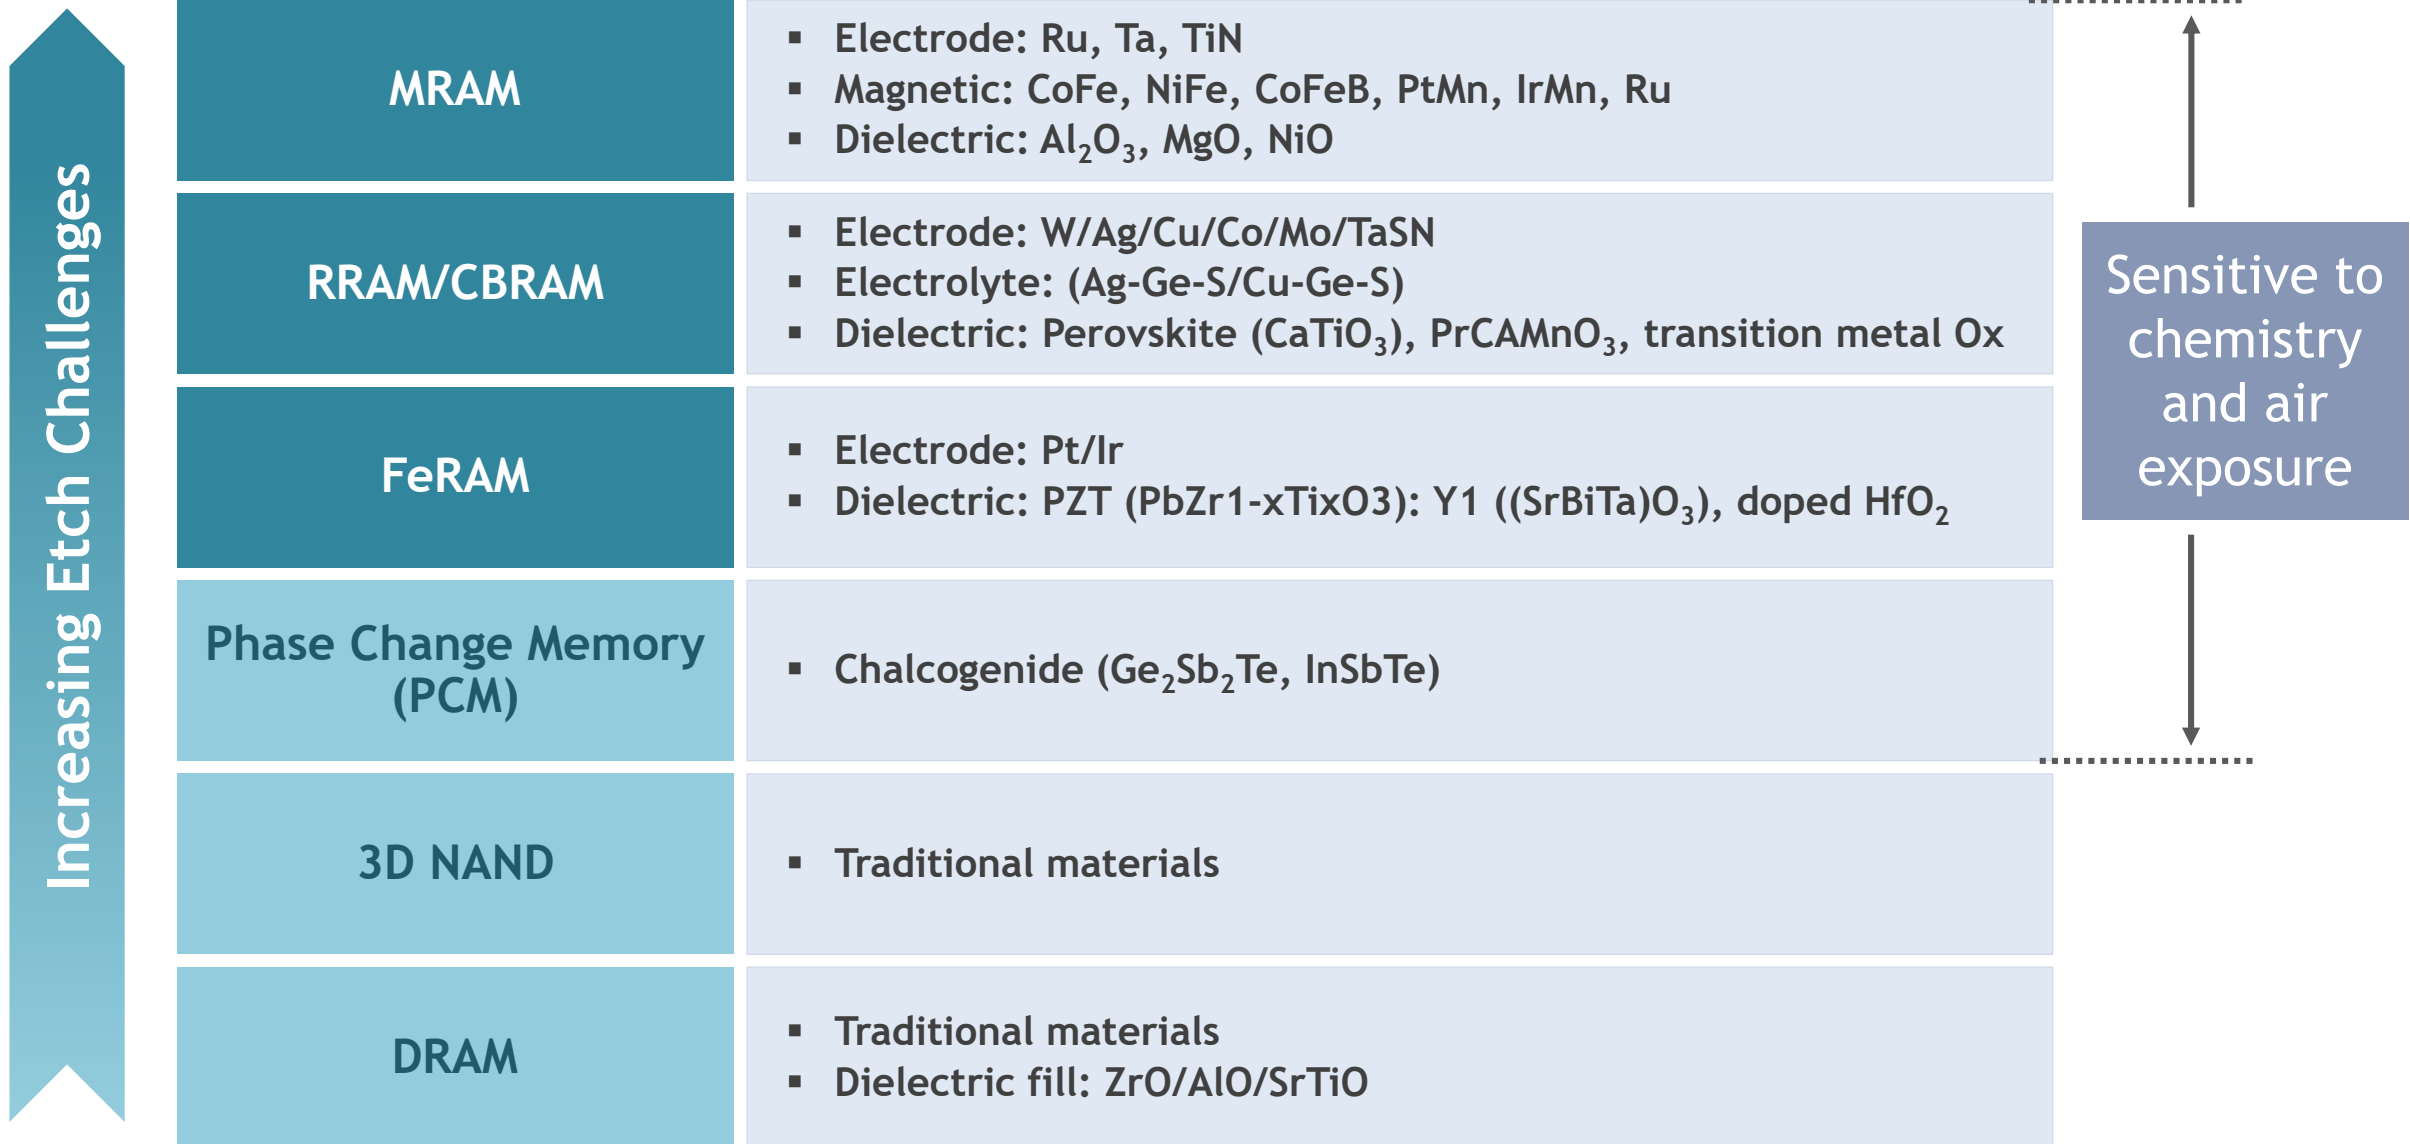 Increasing Etch Challenges
MRAM
▪ Electrode: Ru, Ta, TiN
▪ Magnetic: CoFe, NiFe, CoFeB, PtMn, IrMn, Ru
▪ Dielectric: Al₂O₃, MgO, NiO
RRAM/CBRAM
▪ Electrode: W/Ag/Cu/Co/Mo/TaSN
▪ Electrolyte: (Ag-Ge-S/Cu-Ge-S)
▪ Dielectric: Perovskite (CaTiO₃), PrCAMnO₃, transition metal Ox
FeRAM
▪ Electrode: Pt/Ir
▪ Dielectric: PZT (PbZr1-xTixO3): Y1 ((SrBiTa)O₃), doped HfO₂
Phase Change Memory
(PCM)
▪ Chalcogenide (Ge₂Sb₂Te, InSbTe)
3D NAND
▪ Traditional materials
DRAM
▪ Traditional materials
▪ Dielectric fill: ZrO/AlO/SrTiO
Sensitive to
chemistry
and air
exposure